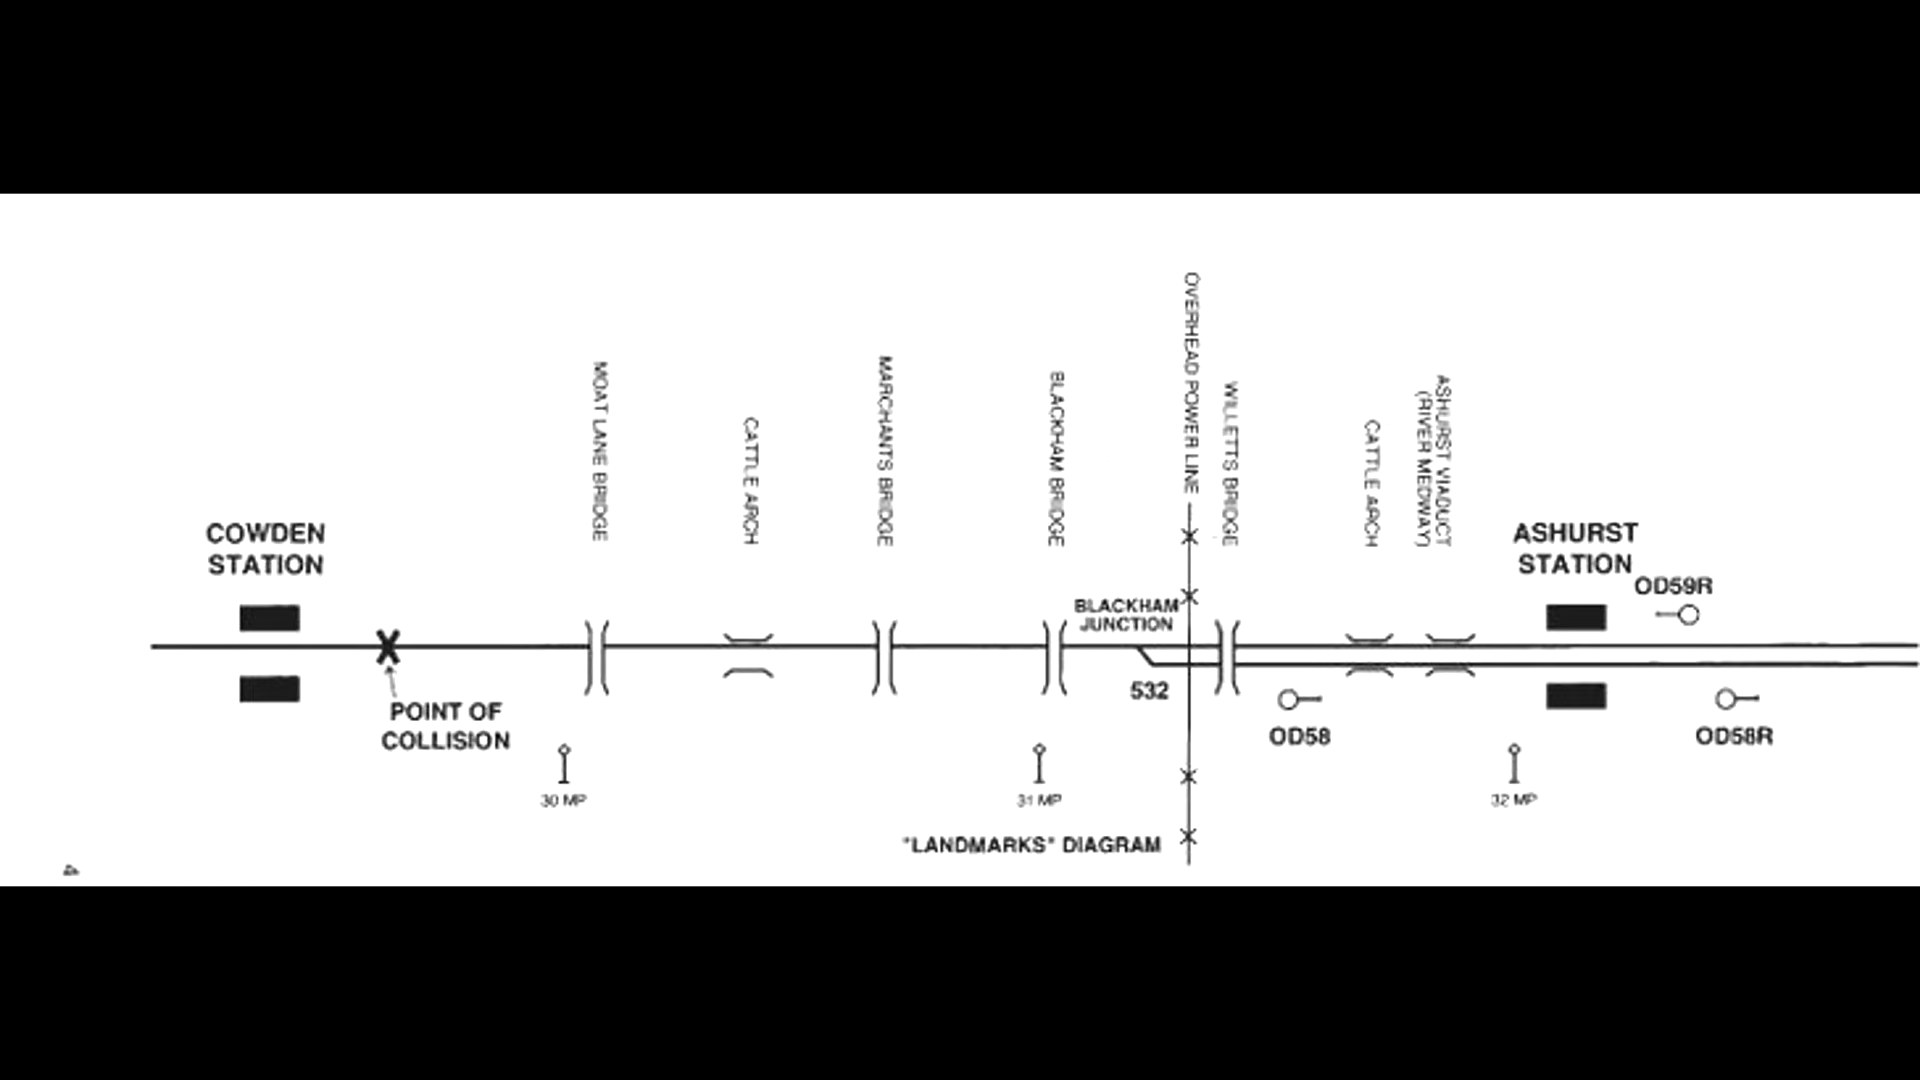 OVERHEAD POWER LINE
MOAT LANE BRIDGE
CATTLE ARCH
MARCHANTS BRIDGE
BLACKHAM BRIDGE
WILLETTS BRIDGE
CATTLE ARCH
ASHURST VIADUCT
(RIVER MEDWAY)
COWDEN
STATION
ASHURST
STATION
OD59R
BLACKHAM
JUNCTION
532
POINT OF
COLLISION
OD58
OD58R
30 MP
31 MP
32 MP
"LANDMARKS" DIAGRAM
4